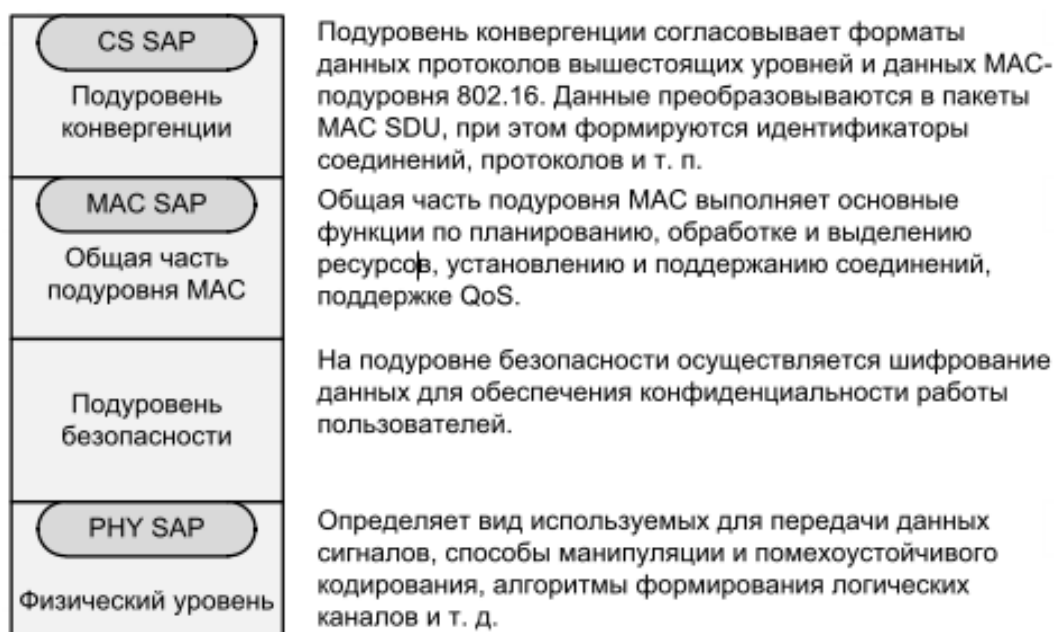 CS SAP
Подуровень
конвергенции
Подуровень конвергенции согласовывает форматы
данных протоколов вышестоящих уровней и данных MAC-
подуровня 802.16. Данные преобразовываются в пакеты
MAC SDU, при этом формируются идентификаторы
соединений, протоколов и т. п.
MAC SAP
Общая часть
подуровня MAC
Общая часть подуровня MAC выполняет основные
функции по планированию, обработке и выделению
ресурсов, установлению и поддержанию соединений,
поддержке QoS.
Подуровень
безопасности
На подуровне безопасности осуществляется шифрование
данных для обеспечения конфиденциальности работы
пользователей.
PHY SAP
Физический уровень
Определяет вид используемых для передачи данных
сигналов, способы манипуляции и помехоустойчивого
кодирования, алгоритмы формирования логических
каналов и т. д.